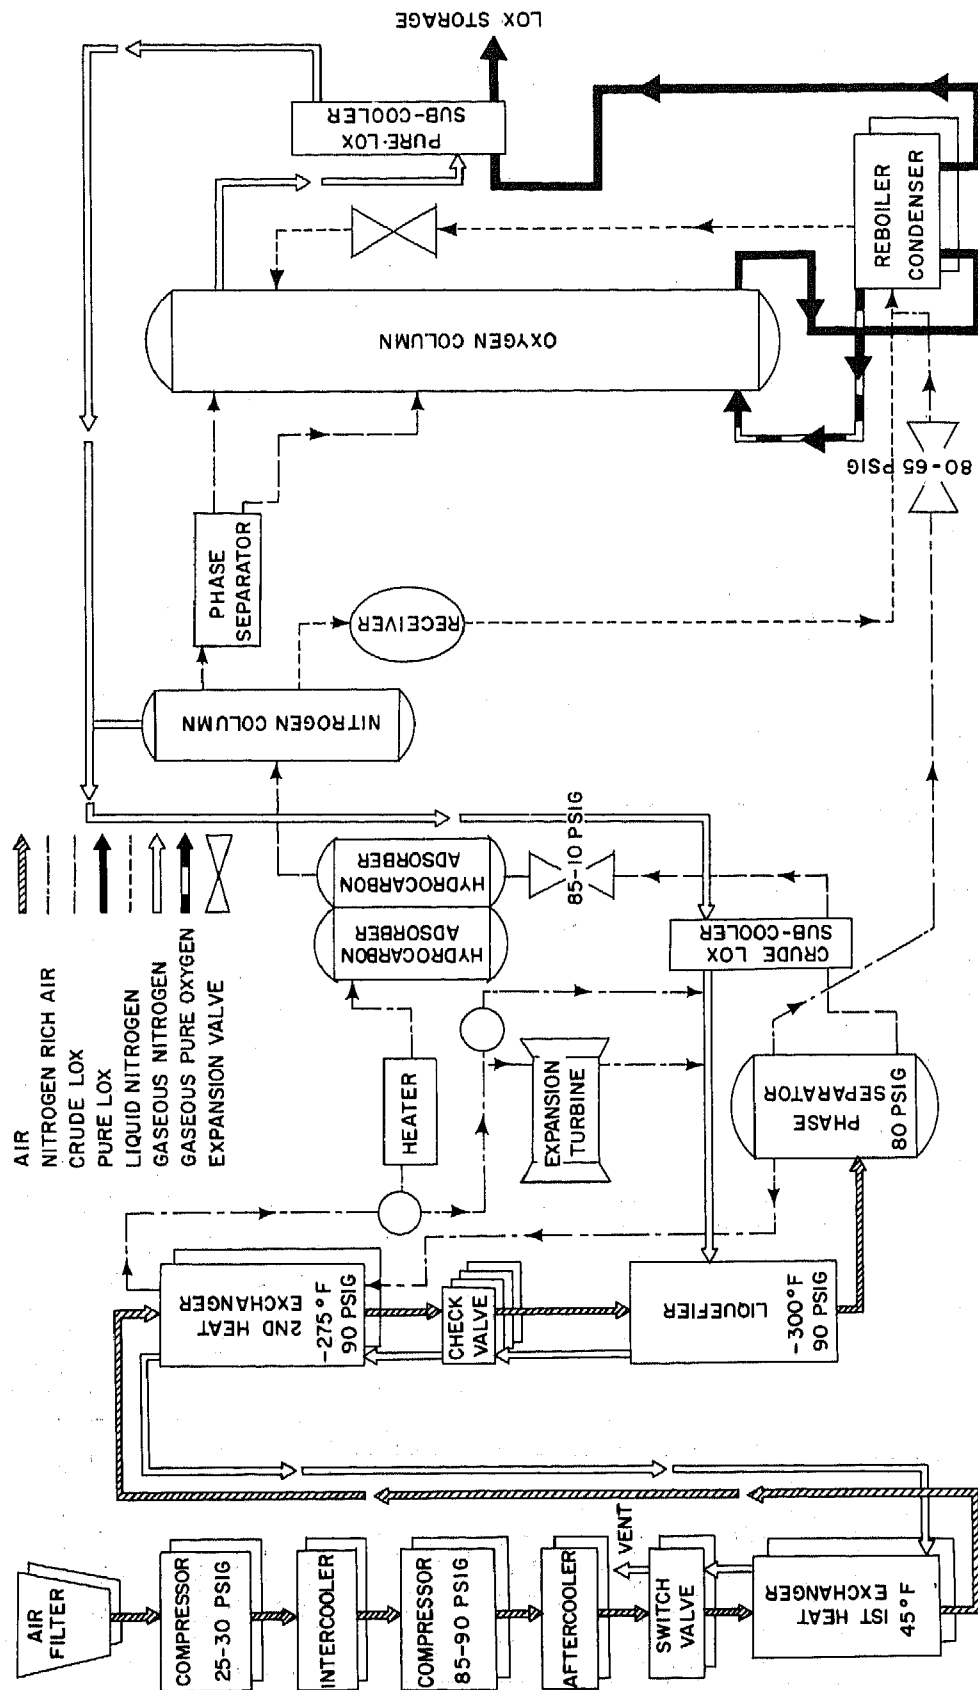 AIR
NITROGEN RICH AIR
CRUDE LOX
PURE LOX
LIQUID NITROGEN
GASEOUS NITROGEN
GASEOUS PURE OXYGEN
EXPANSION VALVE
AIR
FILTER
COMPRESSOR
25-30 PSIG
INTERCOOLER
COMPRESSOR
85-90 PSIG
AFTERCOOLER
VENT
SWITCH
VALVE
1ST HEAT
EXCHANGER
45°F
2ND HEAT
EXCHANGER
-275°F
90 PSIG
CHECK
VALVE
LIQUEFIER
-300°F
90 PSIG
HEATER
EXPANSION
TURBINE
PHASE
SEPARATOR
80 PSIG
HYDROCARBON
ADSORBER
HYDROCARBON
ADSORBER
85-10 PSIG
CRUDE LOX
SUB-COOLER
NITROGEN COLUMN
PHASE
SEPARATOR
RECEIVER
OXYGEN COLUMN
80-65 PSIG
REBOILER
CONDENSER
PURE-LOX
SUB-COOLER
LOX STORAGE